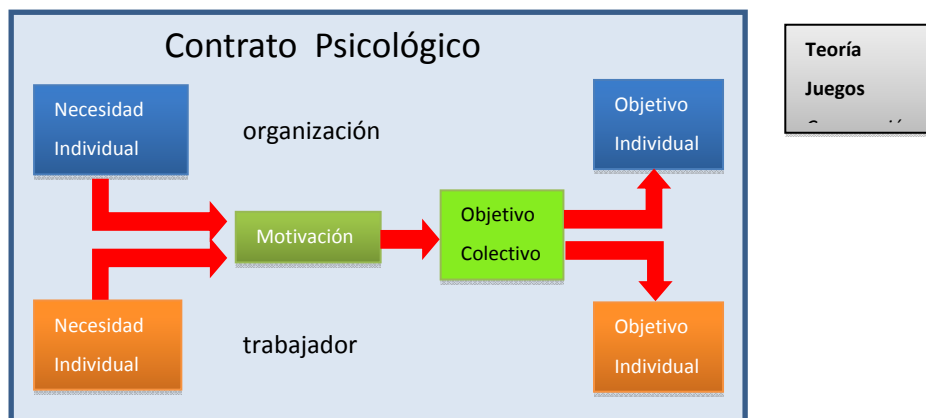 Contrato Psicológico
Necesidad
Individual
organización
Objetivo
Individual
Motivación
Objetivo
Colectivo
Necesidad
Individual
trabajador
Objetivo
Individual
Teoría
Juegos